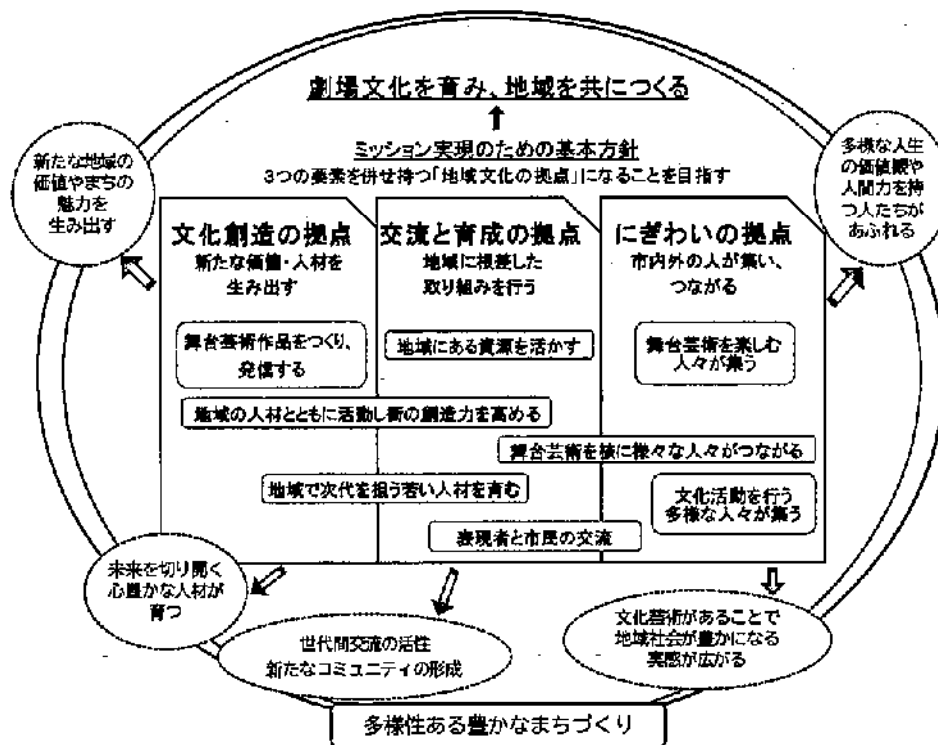 劇場文化を育み、地域を共につくる
ミッション実現のための基本方針
3つの要素を併せ持つ「地域文化の拠点」になることを目指す
新たな地域の
価値やまちの
魅力を
生み出す
多様な人生
の価値観や
人間力を持
つ人たちが
あふれる
文化創造の拠点
新たな価値・人材を
生み出す
交流と育成の拠点
地域に根差した
取り組みを行う
にぎわいの拠点
市内外の人が集い、
つながる
舞台芸術作品をつくり、
発信する
地域にある資源を活かす
舞台芸術を楽しむ
人々が集う
地域の人材とともに活動し街の創造力を高める
舞台芸術を核に様々な人々がつながる
地域で次代を担う若い人材を育む
文化活動を行う
多様な人々が集う
表現者と市民の交流
未来を切り開く
心豊かな人材が
育つ
世代間交流の活性
新たなコミュニティの形成
文化芸術があることで
地域社会が豊かになる
実感が広がる
多様性ある豊かなまちづくり